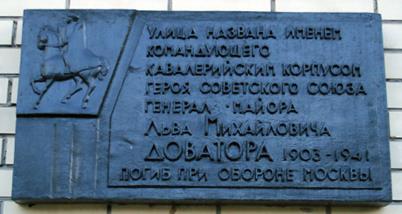 УЛИЦА НАЗВАНА ИМЕНЕМ
КОМАНДУЮЩЕГО
КАВАЛЕРИЙСКИМ КОРПУСОМ
ГЕРОЯ СОВЕТСКОГО СОЮЗА
ГЕНЕРАЛ-МАЙОРА
ЛЬВА МИХАЙЛОВИЧА
ДОВАТОРА 1903-1941
ПОГИБ ПРИ ОБОРОНЕ МОСКВЫ